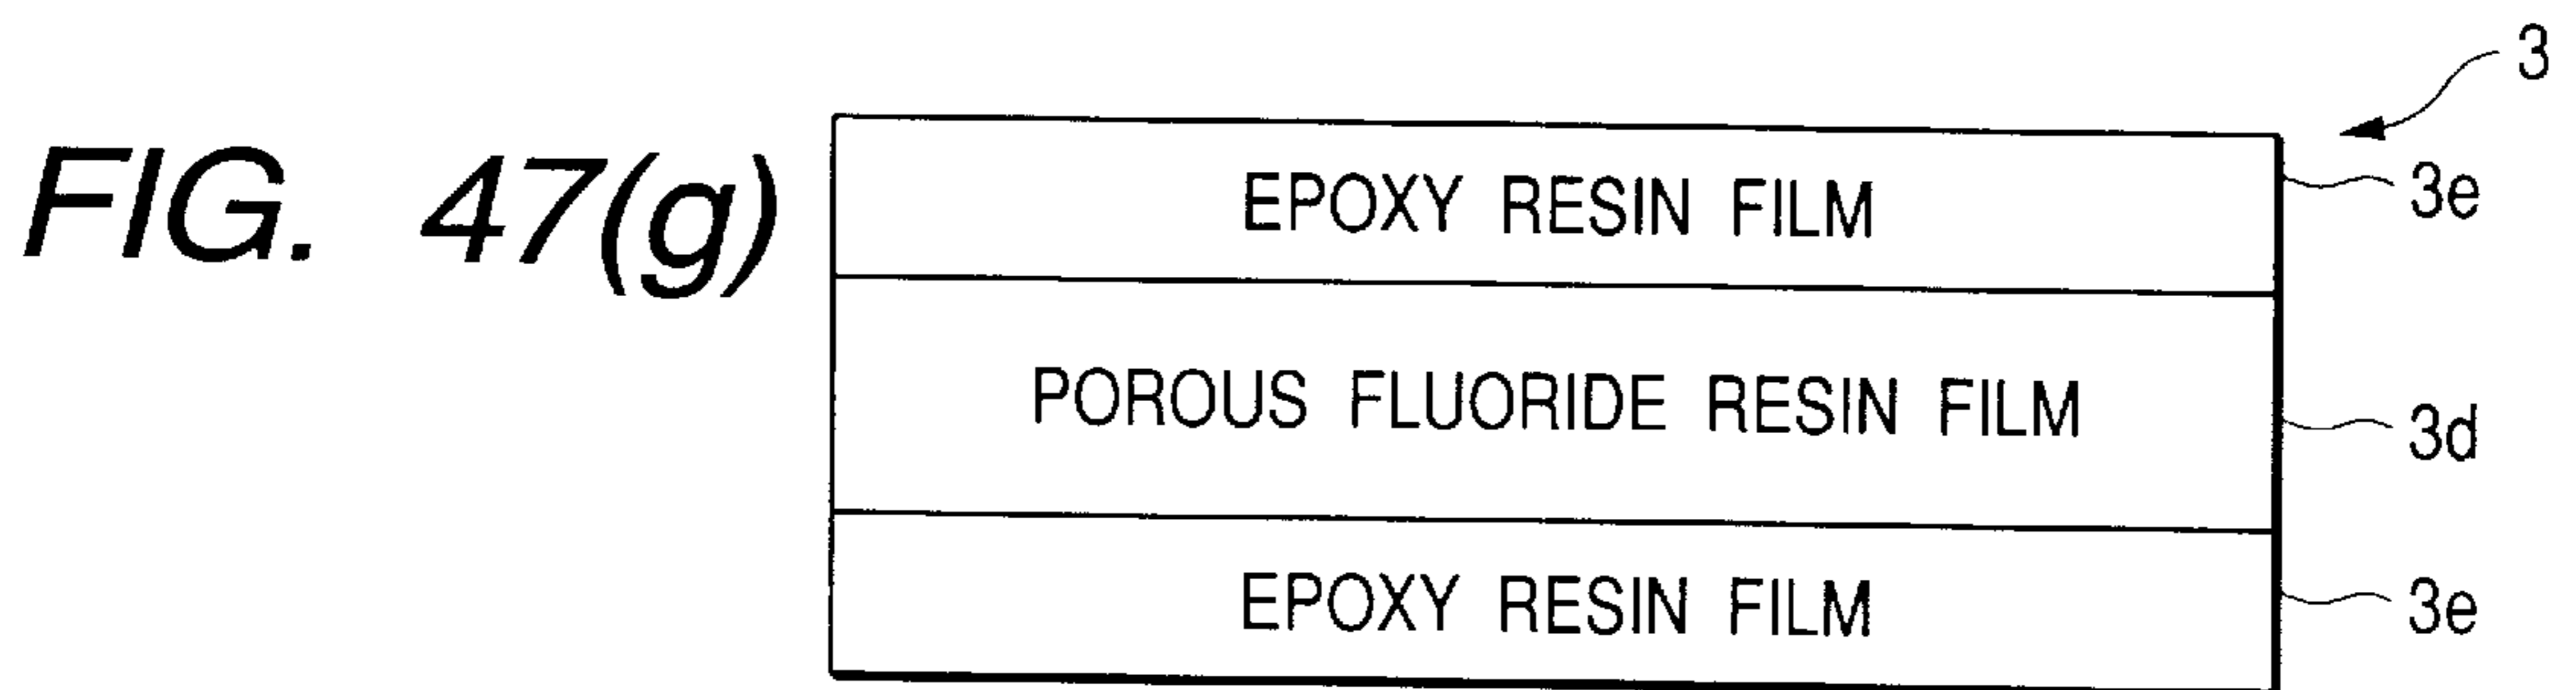 FIG. 47(g)
3
EPOXY RESIN FILM
3e
POROUS FLUORIDE RESIN FILM
3d
EPOXY RESIN FILM
3e